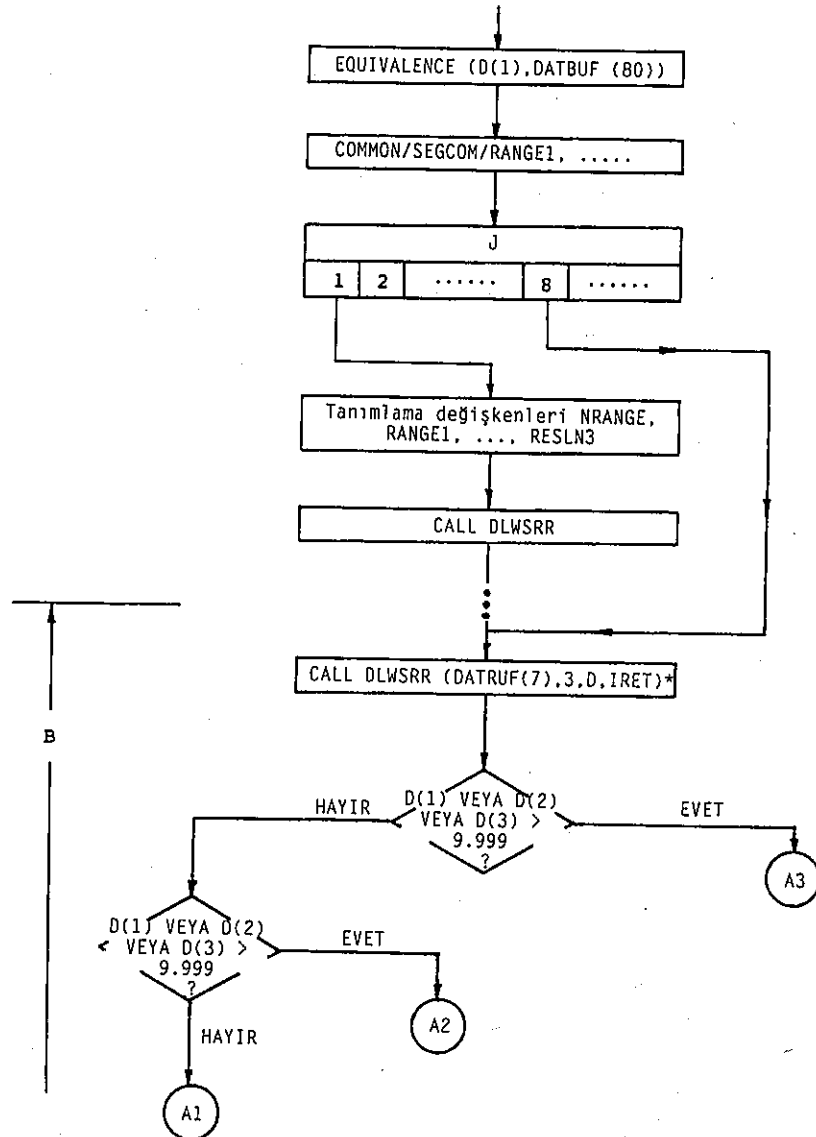 EQUIVALENCE (D(1),DATBUF (80))
COMMON/SEGCOM/RANGE1, .....
J
1 2 ...... 8 ......
Tanımlama değişkenleri NRANGE,
RANGE1, ..., RESLN3
CALL DLWSRR
CALL DLWSRR (DATRUF(7),3,D,IRET)*
B
D(1) VEYA D(2)
VEYA D(3) >
9.999
?
HAYIR
EVET
A3
D(1) VEYA D(2)
VEYA D(3) >
9.999
?
EVET
A2
HAYIR
A1